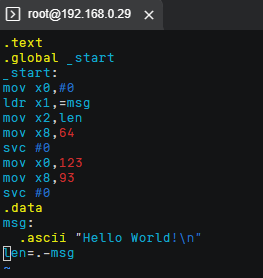 root@192.168.0.29
.text
.global _start
_start:
mov x0,#0
ldr x1,=msg
mov x2,len
mov x8,64
svc #0
mov x0,123
mov x8,93
svc #0
.data
msg:
  .ascii "Hello World!\n"
len=.-msg
~